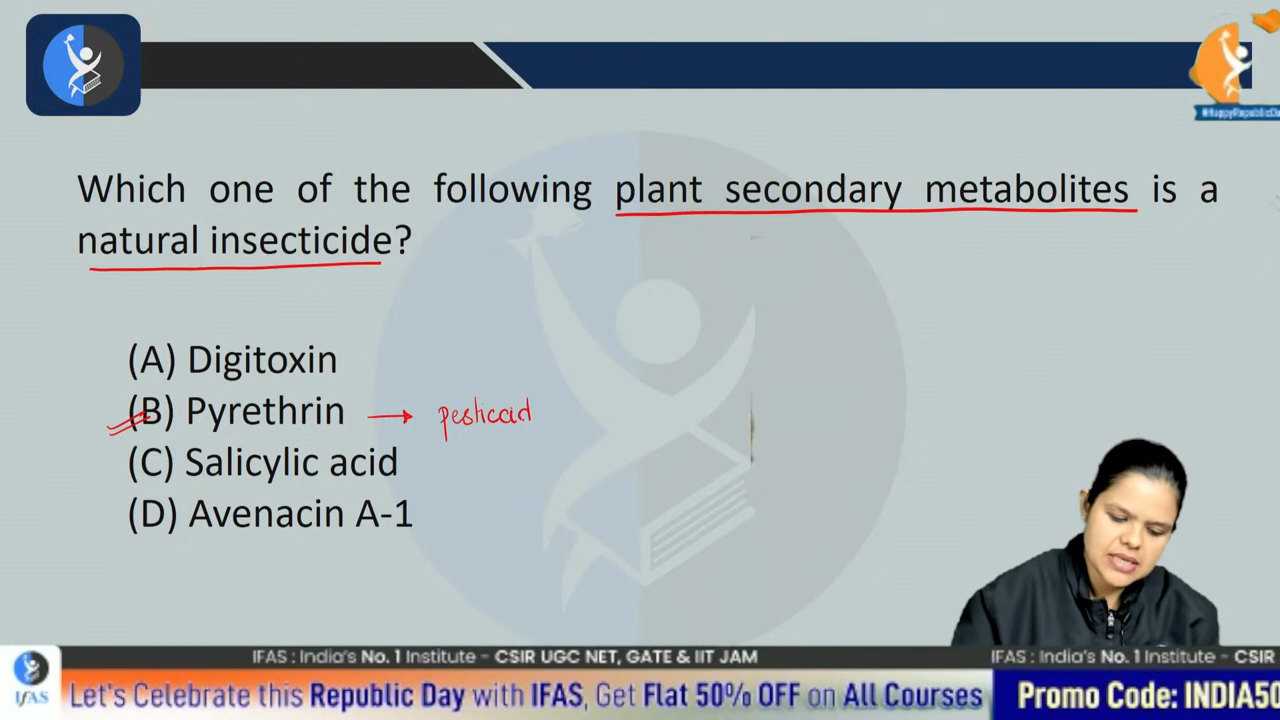 #HappyRepublicDa
Which one of the following plant secondary metabolites is a
natural insecticide?
(A) Digitoxin
(B) Pyrethrin
(C) Salicylic acid
(D) Avenacin A-1
IFAS : India's No. 1 Institute - CSIR UGC NET, GATE & IIT JAM
IFAS : India's No. 1 Institute - CSIR
IFAS
Let's Celebrate this Republic Day with IFAS, Get Flat 50% OFF on All Courses
Promo Code: INDIA50